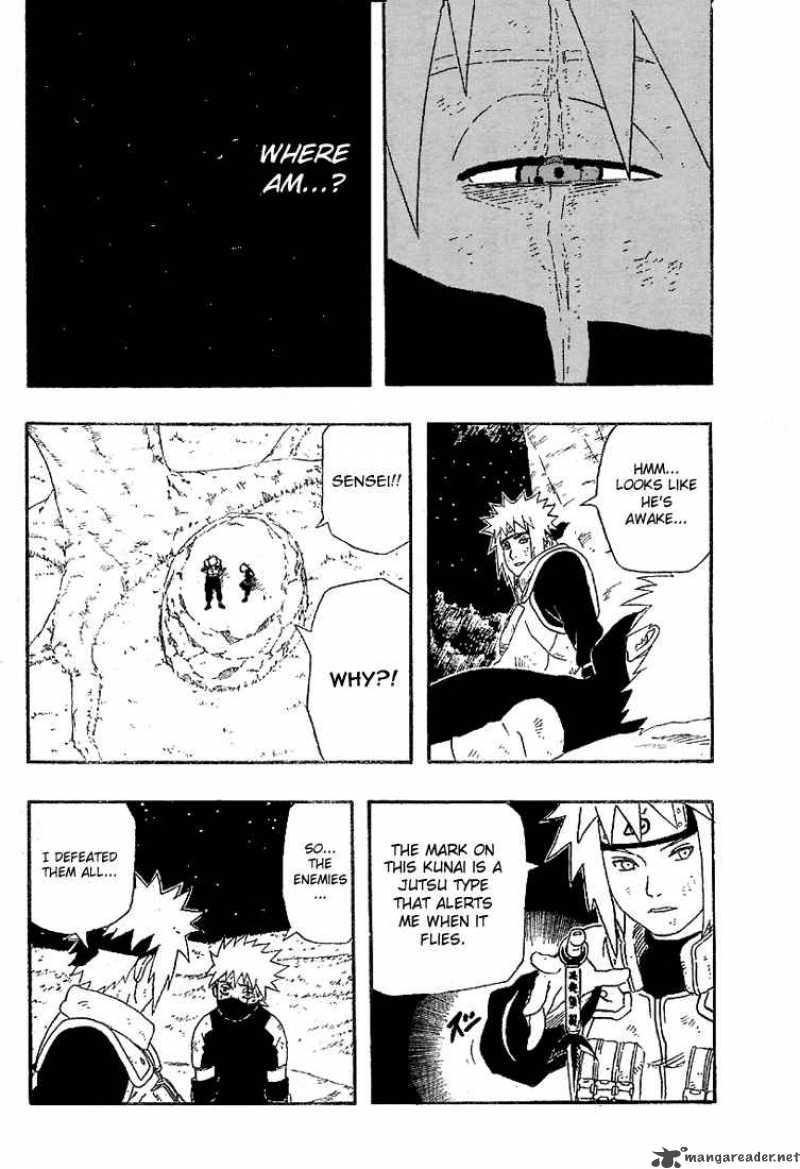 WHERE
AM...?
HMM...
LOOKS LIKE
HE'S
AWAKE...
SENSEI!!
WHY?!
THE MARK ON
THIS KUNAI IS A
JUTSU TYPE
THAT ALERTS
ME WHEN IT
FLIES.
SO...
THE
ENEMIES
...
I DEFEATED
THEM ALL...
mangareader.net